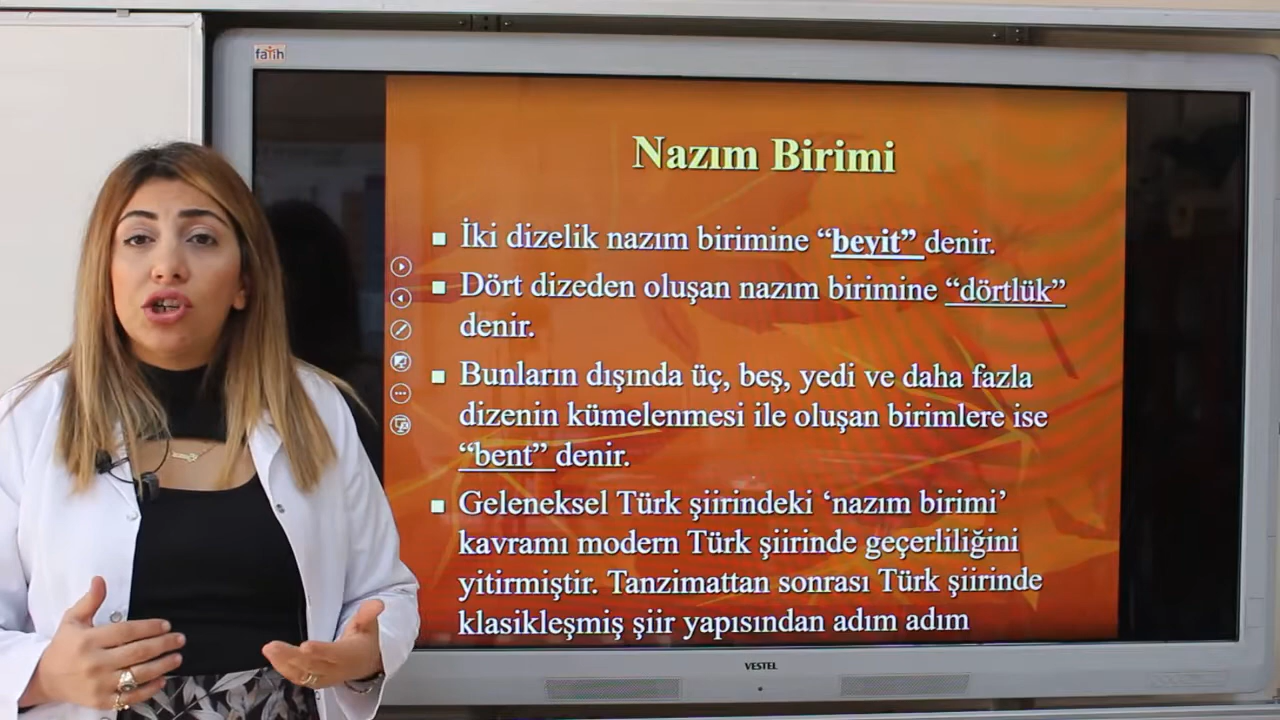 fatih
Nazım Birimi
▪ İki dizelik nazım birimine “beyit” denir.
▪ Dört dizeden oluşan nazım birimine “dörtlük”
denir.
▪ Bunların dışında üç, beş, yedi ve daha fazla
dizenin kümelenmesi ile oluşan birimlere ise
“bent” denir.
▪ Geleneksel Türk şiirindeki ‘nazım birimi’
kavramı modern Türk şiirinde geçerliliğini
yitirmiştir. Tanzimattan sonrası Türk şiirinde
klasikleşmiş şiir yapısından adım adım
VESTEL